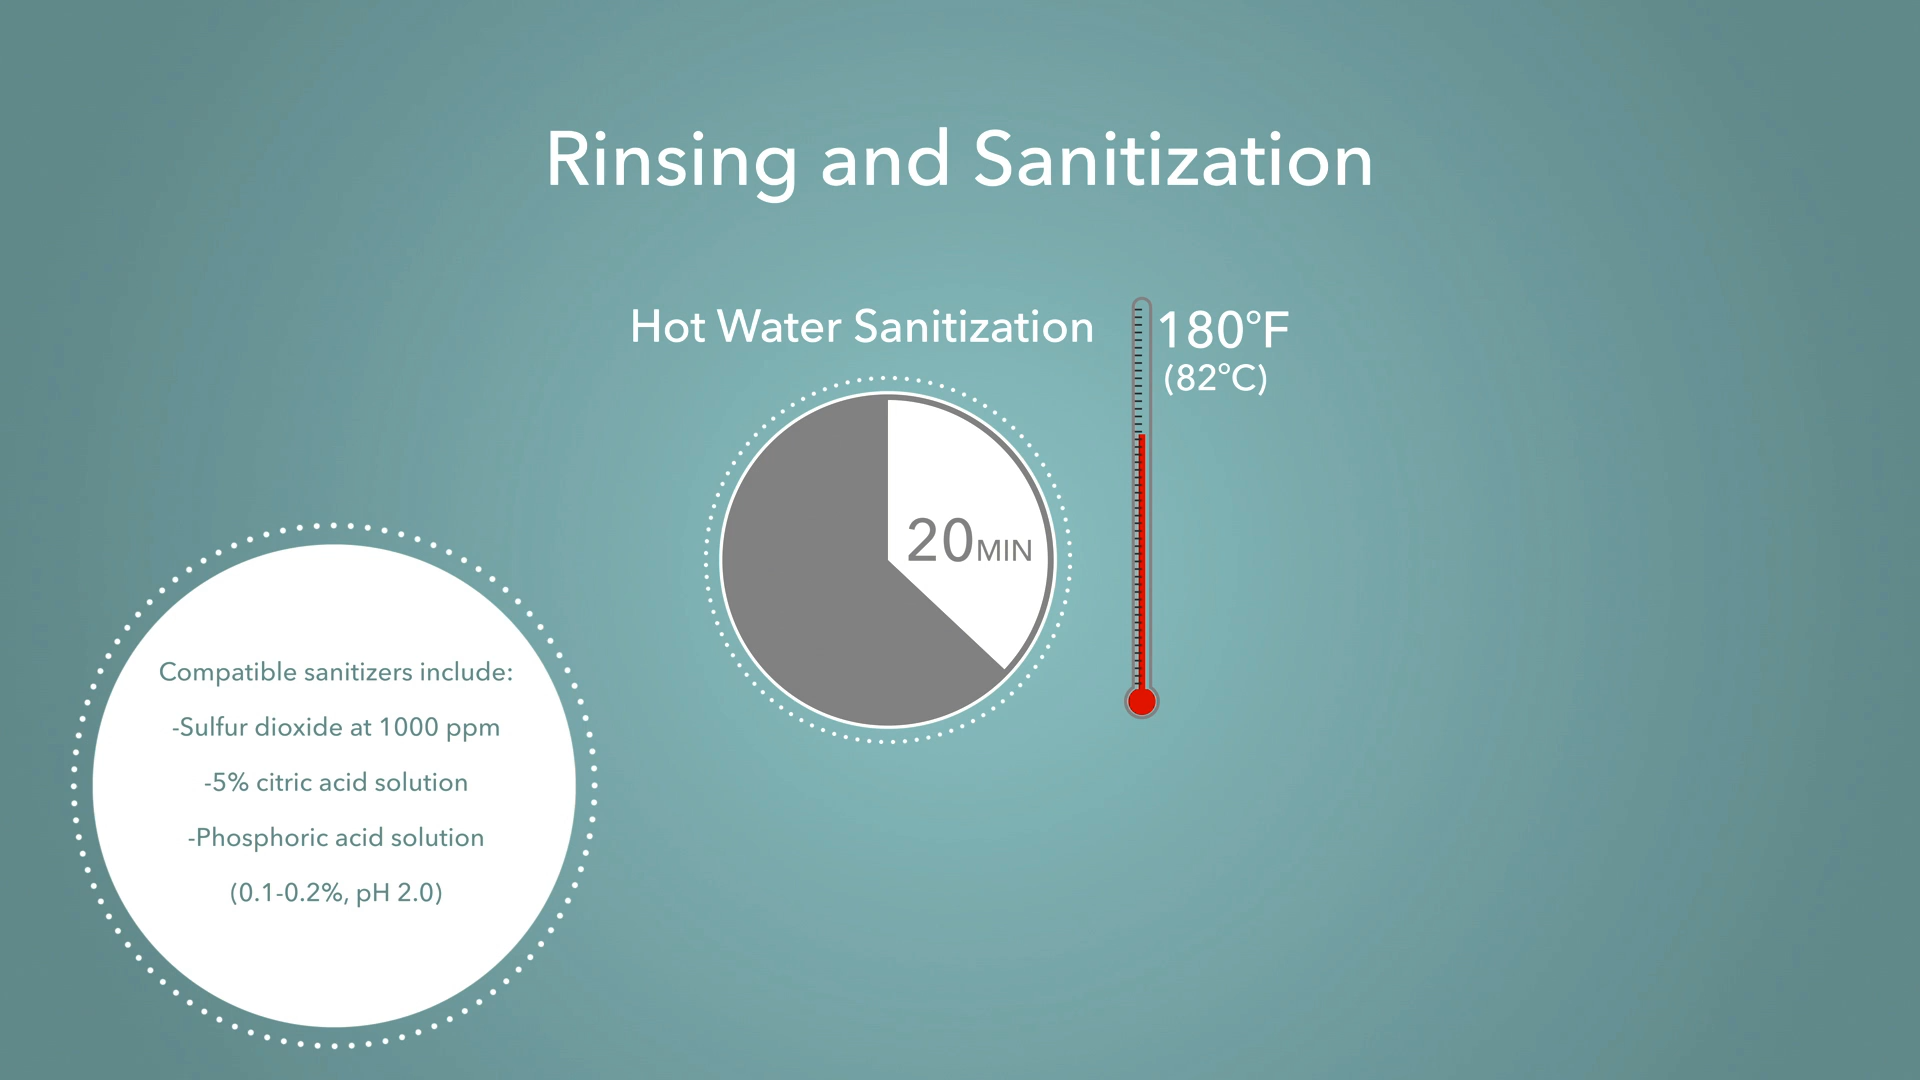 Rinsing and Sanitization
Hot Water Sanitization
180°F
(82°C)
20MIN
Compatible sanitizers include:
-Sulfur dioxide at 1000 ppm
-5% citric acid solution
-Phosphoric acid solution
(0.1-0.2%, pH 2.0)